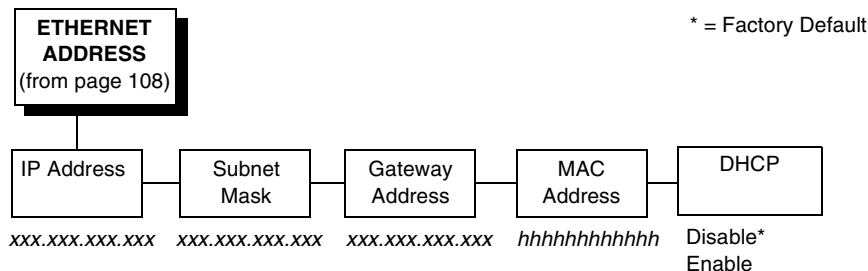 ETHERNET
ADDRESS
(from page 108)
* = Factory Default
IP Address
Subnet
Mask
Gateway
Address
MAC
Address
DHCP
xxx.xxx.xxx.xxx
xxx.xxx.xxx.xxx
xxx.xxx.xxx.xxx
hhhhhhhhhhhh
Disable*
Enable